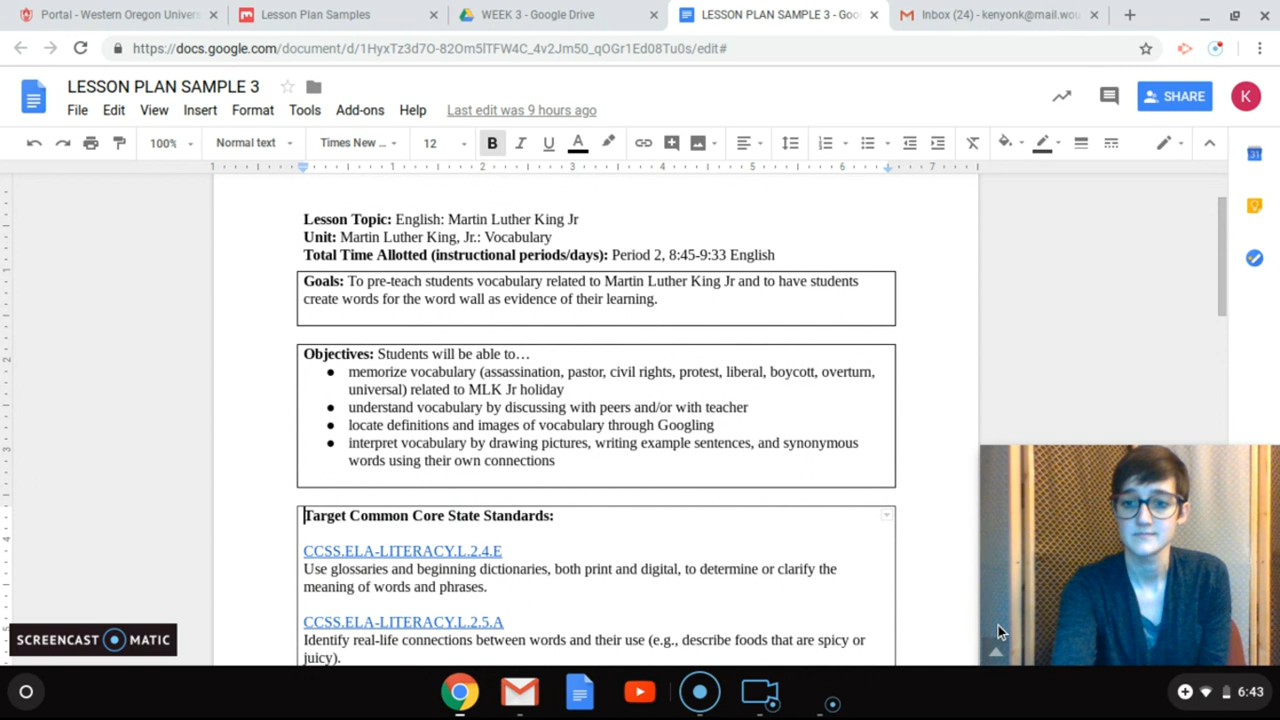 Portal - Western Oregon Univers
Lesson Plan Samples
WEEK 3 - Google Drive
LESSON PLAN SAMPLE 3 - Goo
Inbox (24) - kenyonk@mail.wou
https://docs.google.com/document/d/1HyxTz3d7O-82Om5lTFW4C_4v2Jm50_qOGr1Ed08Tu0s/edit#
LESSON PLAN SAMPLE 3
SHARE
K
File Edit View Insert Format Tools Add-ons Help Last edit was 9 hours ago
100% Normal text Times New ... 12 B I U A
1 1 2 3 4 5 6 7
Lesson Topic: English: Martin Luther King Jr
Unit: Martin Luther King, Jr.: Vocabulary
Total Time Allotted (instructional periods/days): Period 2, 8:45-9:33 English
Goals: To pre-teach students vocabulary related to Martin Luther King Jr and to have students
create words for the word wall as evidence of their learning.
Objectives: Students will be able to…
● memorize vocabulary (assassination, pastor, civil rights, protest, liberal, boycott, overturn,
universal) related to MLK Jr holiday
● understand vocabulary by discussing with peers and/or with teacher
● locate definitions and images of vocabulary through Googling
● interpret vocabulary by drawing pictures, writing example sentences, and synonymous
words using their own connections
Target Common Core State Standards:
CCSS.ELA-LITERACY.L.2.4.E
Use glossaries and beginning dictionaries, both print and digital, to determine or clarify the
meaning of words and phrases.
CCSS.ELA-LITERACY.L.2.5.A
Identify real-life connections between words and their use (e.g., describe foods that are spicy or
juicy).
SCREENCAST MATIC
6:43